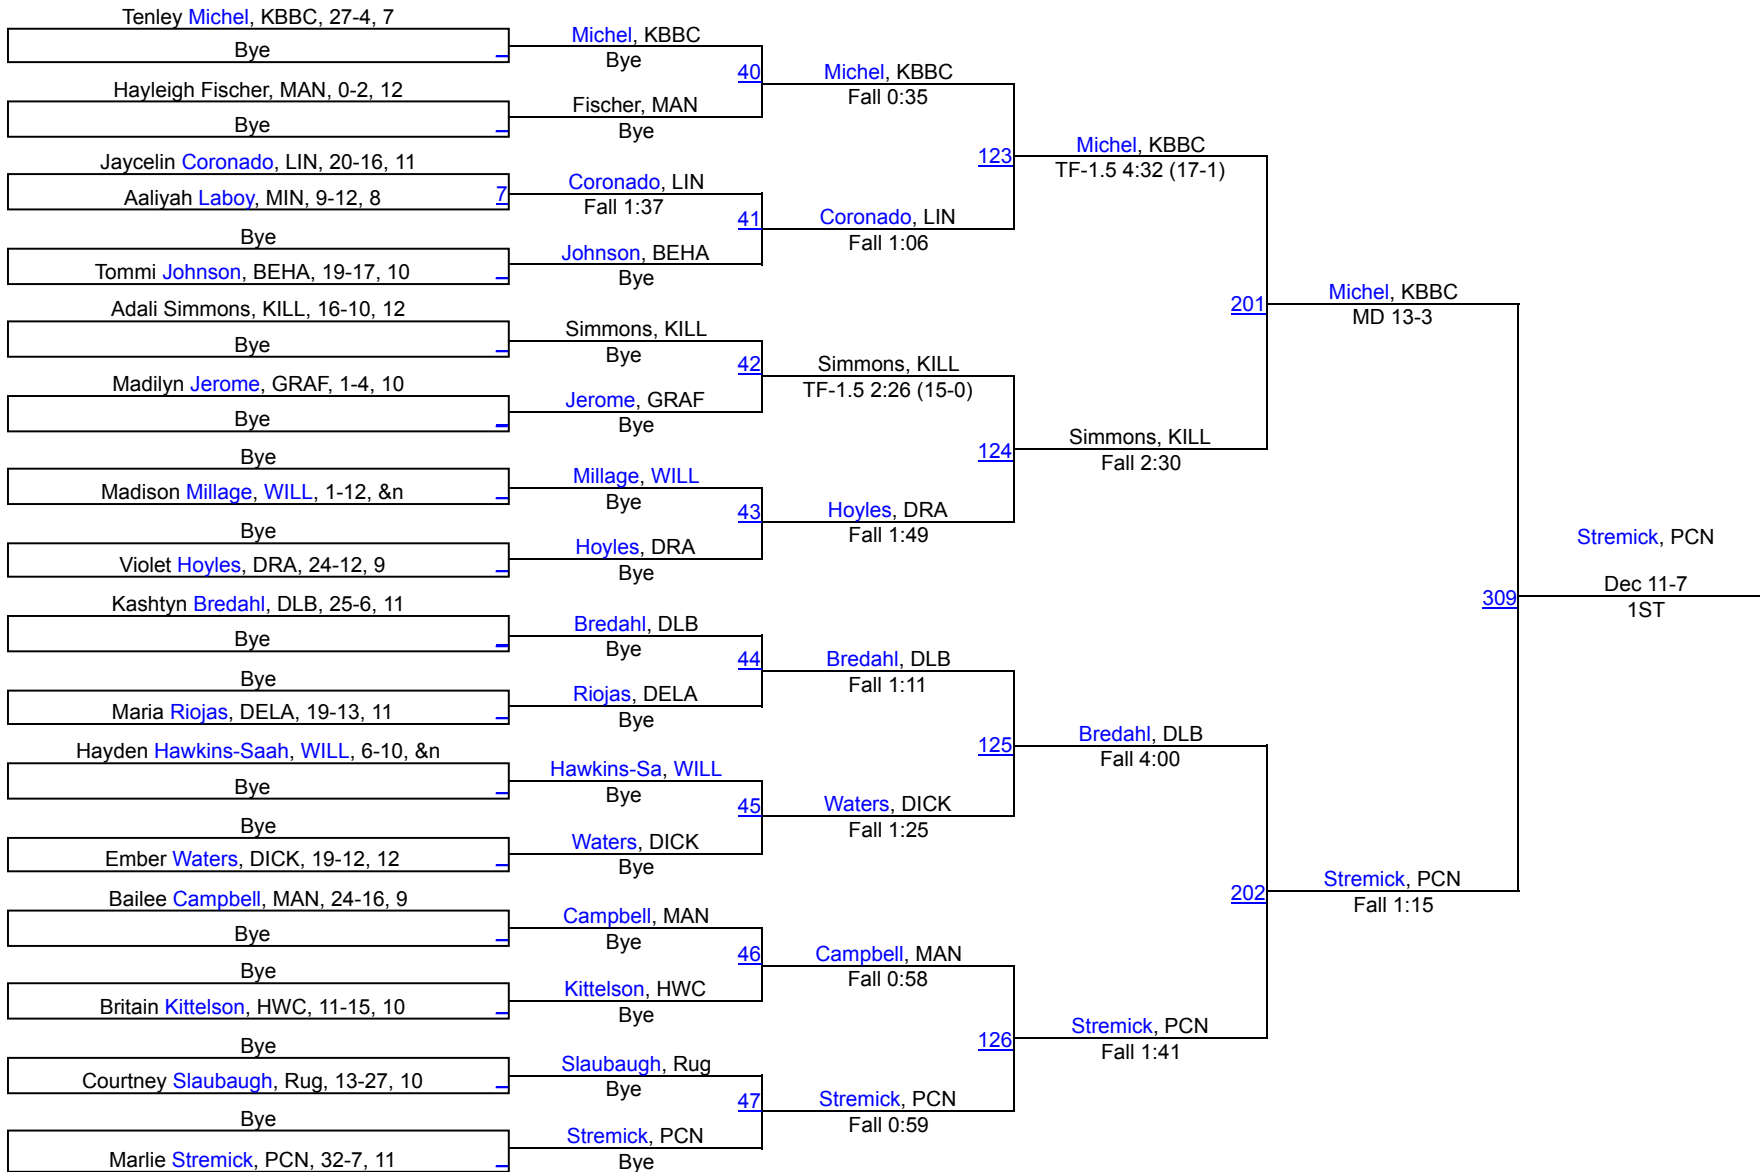 Tenley Michel, KBBC, 27-4, 7
Bye
Hayleigh Fischer, MAN, 0-2, 12
Bye
Jaycelin Coronado, LIN, 20-16, 11
Aaliyah Laboy, MIN, 9-12, 8
7
Bye
Tommi Johnson, BEHA, 19-17, 10
Adali Simmons, KILL, 16-10, 12
Bye
Madilyn Jerome, GRAF, 1-4, 10
Bye
Bye
Madison Millage, WILL, 1-12, &n
Bye
Violet Hoyles, DRA, 24-12, 9
Kashtyn Bredahl, DLB, 25-6, 11
Bye
Bye
Maria Riojas, DELA, 19-13, 11
Hayden Hawkins-Saah, WILL, 6-10, &n
Bye
Bye
Ember Waters, DICK, 19-12, 12
Bailee Campbell, MAN, 24-16, 9
Bye
Bye
Britain Kittelson, HWC, 11-15, 10
Bye
Courtney Slaubaugh, Rug, 13-27, 10
Bye
Marlie Stremick, PCN, 32-7, 11
Michel, KBBC
Bye
40
Fischer, MAN
Bye
Coronado, LIN
Fall 1:37
41
Johnson, BEHA
Bye
Simmons, KILL
Bye
42
Jerome, GRAF
Bye
Millage, WILL
Bye
43
Hoyles, DRA
Bye
Bredahl, DLB
Bye
44
Riojas, DELA
Bye
Hawkins-Sa, WILL
Bye
45
Waters, DICK
Bye
Campbell, MAN
Bye
46
Kittelson, HWC
Bye
Slaubaugh, Rug
Bye
47
Stremick, PCN
Bye
Michel, KBBC
Fall 0:35
123
Coronado, LIN
Fall 1:06
Simmons, KILL
TF-1.5 2:26 (15-0)
124
Hoyles, DRA
Fall 1:49
Bredahl, DLB
Fall 1:11
125
Waters, DICK
Fall 1:25
Campbell, MAN
Fall 0:58
126
Stremick, PCN
Fall 0:59
Michel, KBBC
TF-1.5 4:32 (17-1)
201
Simmons, KILL
Fall 2:30
Bredahl, DLB
Fall 4:00
202
Stremick, PCN
Fall 1:41
Michel, KBBC
MD 13-3
309
Stremick, PCN
Fall 1:15
Stremick, PCN
Dec 11-7
1ST